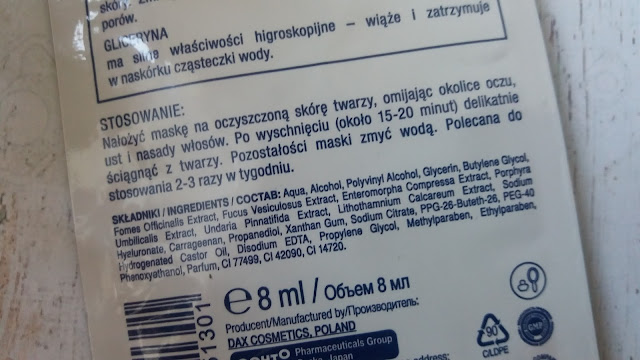 porów.
GLICERYNA
ma silne właściwości higroskopijne – wiąże i zatrzymuje
w naskórku cząsteczki wody.
STOSOWANIE:
Nałożyć maskę na oczyszczoną skórę twarzy, omijając okolice oczu,
ust i nasady włosów. Po wyschnięciu (około 15-20 minut) delikatnie
ściągnąć z twarzy. Pozostałości maski zmyć wodą. Polecana do
stosowania 2-3 razy w tygodniu.
SKŁADNIKI / INGREDIENTS / СОСТАВ: Aqua, Alcohol, Polyvinyl Alcohol, Glycerin, Butylene Glycol,
Fomes Officinalis Extract, Fucus Vesiculosus Extract, Enteromorpha Compressa Extract, Porphyra
Umbilicalis Extract, Undaria Pinnatifida Extract, Lithothamnium Calcareum Extract, Sodium
Hyaluronate, Carrageenan, Propanediol, Xanthan Gum, Sodium Citrate, PPG-26-Buteth-26, PEG-40
Hydrogenated Castor Oil, Disodium EDTA, Propylene Glycol, Methylparaben, Ethylparaben,
Phenoxyethanol, Parfum, CI 77499, CI 42090, CI 14720.
e 8 ml / Объем 8 мл
Producent/Manufactured by/Производитель:
DAX COSMETICS, POLAND
Pharmaceuticals Group
Osaka, Japan
51301
90
C/LDPE
GMP